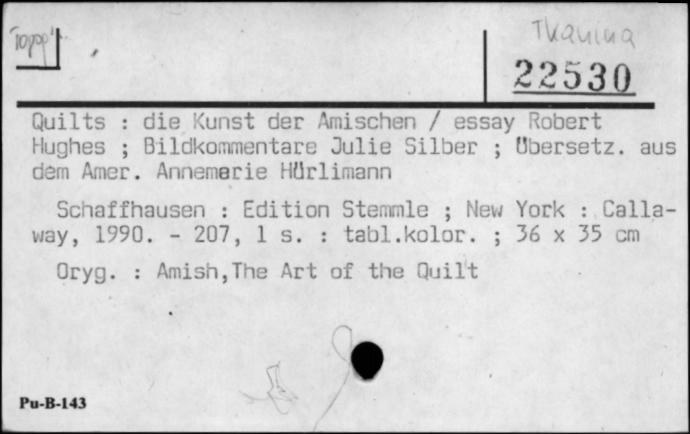 Tkanina
22530
Quilts : die Kunst der Amischen / essay Robert
Hughes ; Bildkommentare Julie Silber ; Übersetz. aus
dem Amer. Annemarie Hürlimann
Schaffhausen : Edition Stemmle ; New York : Calla-
way, 1990. - 207, 1 s. : tabl.kolor. ; 36 x 35 cm
Oryg. : Amish,The Art of the Quilt
Pu-B-143